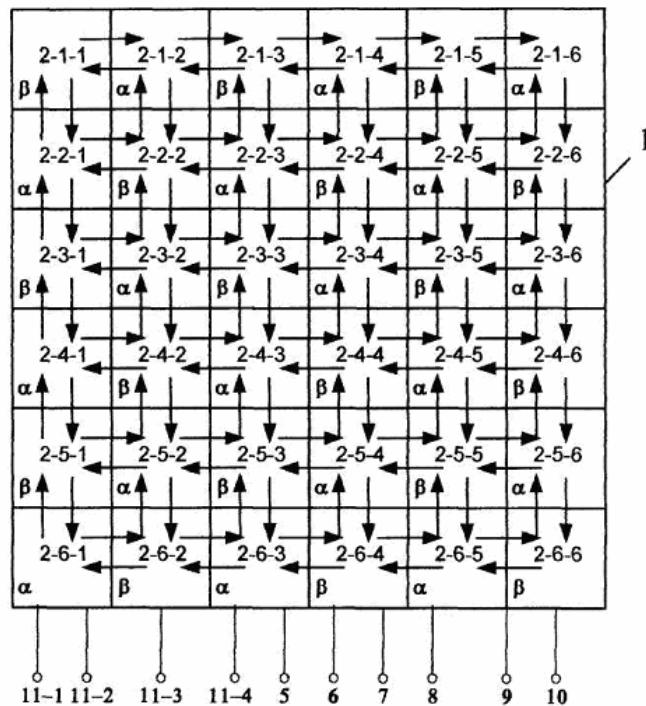 2-1-1 2-1-2 2-1-3 2-1-4 2-1-5 2-1-6
β α β α β α
1
2-2-1 2-2-2 2-2-3 2-2-4 2-2-5 2-2-6
α β α β α β
2-3-1 2-3-2 2-3-3 2-3-4 2-3-5 2-3-6
β α β α β α
2-4-1 2-4-2 2-4-3 2-4-4 2-4-5 2-4-6
α β α β α β
2-5-1 2-5-2 2-5-3 2-5-4 2-5-5 2-5-6
β α β α β α
2-6-1 2-6-2 2-6-3 2-6-4 2-6-5 2-6-6
α β α β α β
11–1 11–2 11–3 11–4 5 6 7 8 9 10